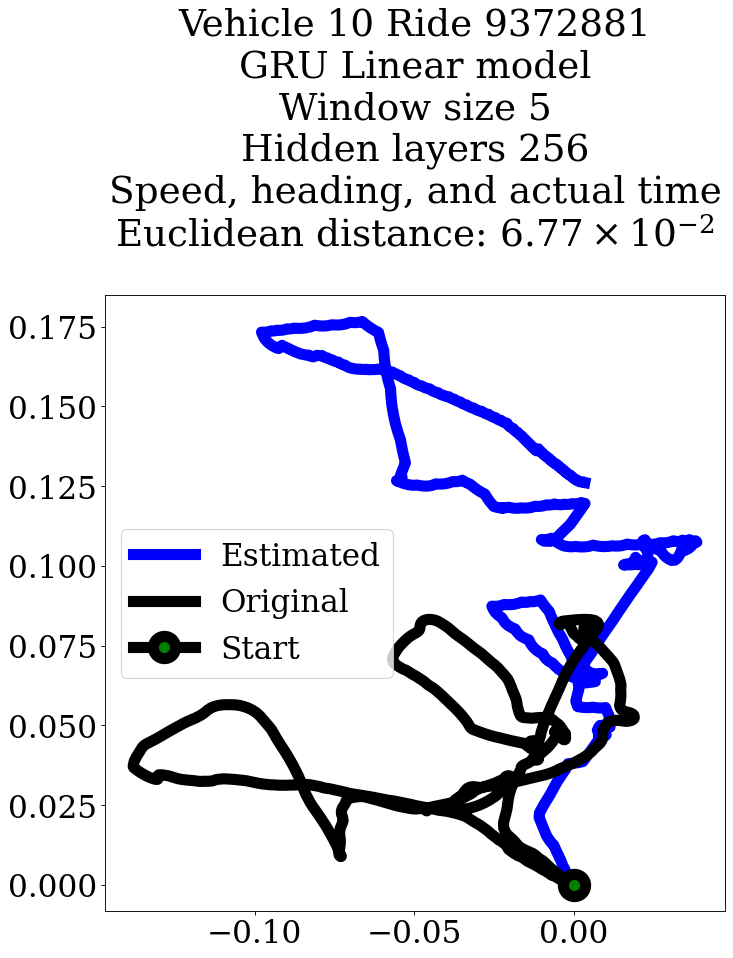 Vehicle 10 Ride 9372881
GRU Linear model
Window size 5
Hidden layers 256
Speed, heading, and actual time
Euclidean distance: 6.77 × 10⁻²
0.175
0.150
0.125
0.100
0.075
0.050
0.025
0.000
Estimated
Original
Start
−0.10
−0.05
0.00